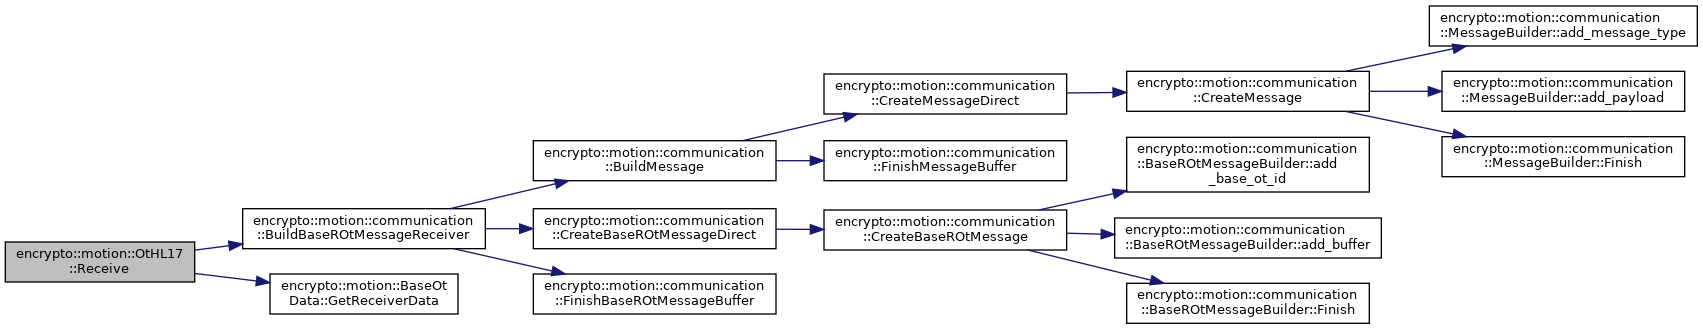 encrypto::motion::OtHL17
::Receive
encrypto::motion::communication
::BuildBaseROtMessageReceiver
encrypto::motion::BaseOt
Data::GetReceiverData
encrypto::motion::communication
::BuildMessage
encrypto::motion::communication
::CreateBaseROtMessageDirect
encrypto::motion::communication
::FinishBaseROtMessageBuffer
encrypto::motion::communication
::CreateMessageDirect
encrypto::motion::communication
::FinishMessageBuffer
encrypto::motion::communication
::CreateBaseROtMessage
encrypto::motion::communication
::CreateMessage
encrypto::motion::communication
::BaseROtMessageBuilder::add
_base_ot_id
encrypto::motion::communication
::BaseROtMessageBuilder::add_buffer
encrypto::motion::communication
::BaseROtMessageBuilder::Finish
encrypto::motion::communication
::MessageBuilder::add_message_type
encrypto::motion::communication
::MessageBuilder::add_payload
encrypto::motion::communication
::MessageBuilder::Finish